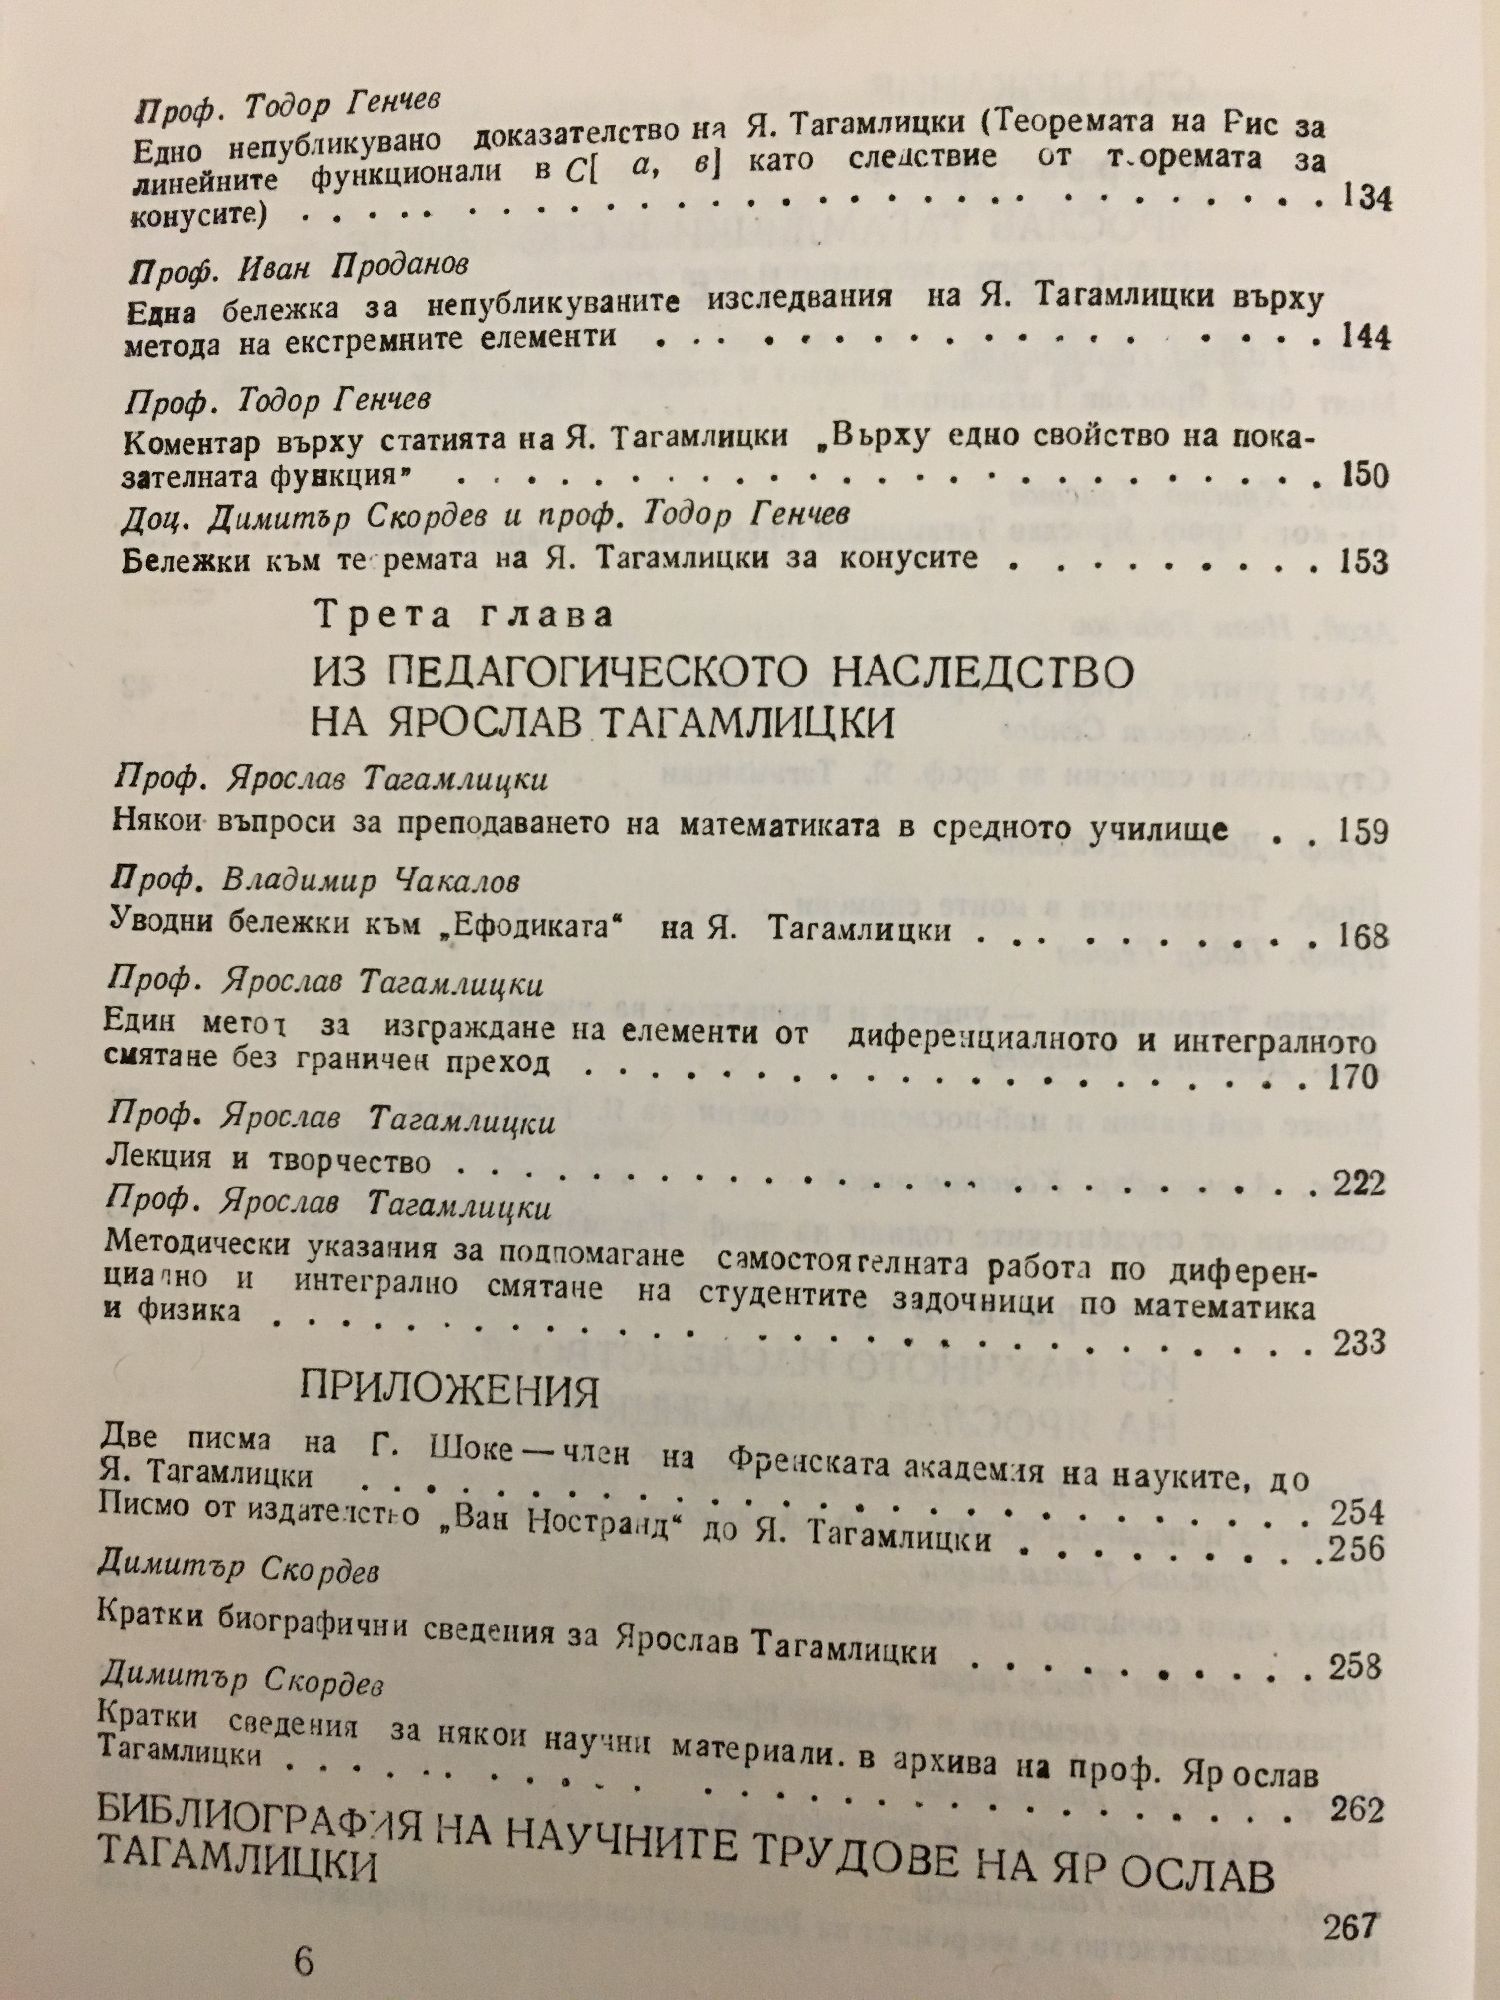 Проф. Тодор Генчев
Едно непубликувано доказателство на Я. Тагамлицки (Теоремата на Рис за
линейните функционали в C[ a, в] като следствие от теоремата за
конусите) . . . . . . . . . . . . . . . . . . . . . . . . . . . . 134
Проф. Иван Проданов
Една бележка за непубликуваните изследвания на Я. Тагамлицки върху
метода на екстремните елементи . . . . . . . . . . . . . . . . . . 144
Проф. Тодор Генчев
Коментар върху статията на Я. Тагамлицки „Върху едно свойство на пока-
зателната функция” . . . . . . . . . . . . . . . . . . . . . . . . 150
Доц. Димитър Скордев и проф. Тодор Генчев
Бележки към теоремата на Я. Тагамлицки за конусите . . . . . . . . . 153
Трета глава
ИЗ ПЕДАГОГИЧЕСКОТО НАСЛЕДСТВО
НА ЯРОСЛАВ ТАГАМЛИЦКИ
Проф. Ярослав Тагамлицки
Някои въпроси за преподаването на математиката в средното училище . . 159
Проф. Владимир Чакалов
Уводни бележки към „Ефодиката“ на Я. Тагамлицки . . . . . . . . . . 168
Проф. Ярослав Тагамлицки
Един метод за изграждане на елементи от диференциалното и интегралното
смятане без граничен преход . . . . . . . . . . . . . . . . . . . . 170
Проф. Ярослав Тагамлицки
Лекция и творчество . . . . . . . . . . . . . . . . . . . . . . . . 222
Проф. Ярослав Тагамлицки
Методически указания за подпомагане самостоятелната работа по диферен-
циално и интегрално смятане на студентите задочници по математика
и физика . . . . . . . . . . . . . . . . . . . . . . . . . . . . . 233
ПРИЛОЖЕНИЯ
Две писма на Г. Шоке — член на Френската академия на науките, до
Я. Тагамлицки . . . . . . . . . . . . . . . . . . . . . . . . . . . 254
Писмо от издателство „Ван Ностранд“ до Я. Тагамлицки . . . . . . . . . 256
Димитър Скордев
Кратки биографични сведения за Ярослав Тагамлицки . . . . . . . . . . 258
Димитър Скордев
Кратки сведения за някои научни материали. в архива на проф. Яр ослав
Тагамлицки . . . . . . . . . . . . . . . . . . . . . . . . . . . . 262
БИБЛИОГРАФИЯ НА НАУЧНИТЕ ТРУДОВЕ НА ЯР ОСЛАВ
ТАГАМЛИЦКИ
267
6